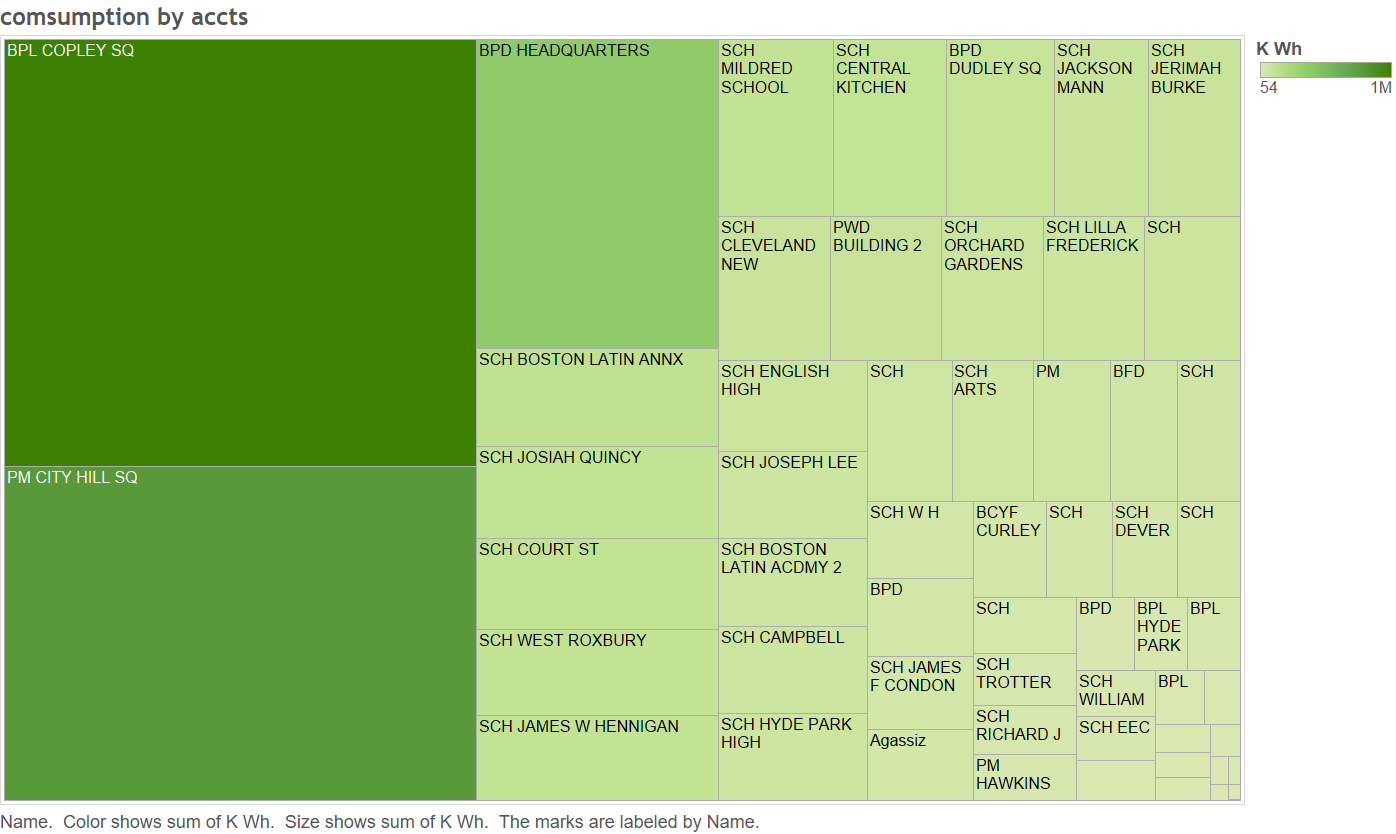 comsumption by accts
BPL COPLEY SQ
PM CITY HILL SQ
BPD HEADQUARTERS
SCH BOSTON LATIN ANNX
SCH JOSIAH QUINCY
SCH COURT ST
SCH WEST ROXBURY
SCH JAMES W HENNIGAN
SCH
MILDRED
SCHOOL
SCH
CENTRAL
KITCHEN
BPD
DUDLEY SQ
SCH
JACKSON
MANN
SCH
JERIMAH
BURKE
SCH
CLEVELAND
NEW
PWD
BUILDING 2
SCH
ORCHARD
GARDENS
SCH LILLA
FREDERICK
SCH
SCH ENGLISH
HIGH
SCH JOSEPH LEE
SCH BOSTON
LATIN ACDMY 2
SCH CAMPBELL
SCH HYDE PARK
HIGH
SCH
SCH
ARTS
PM
BFD
SCH
SCH W H
BPD
SCH JAMES
F CONDON
Agassiz
BCYF
CURLEY
SCH
SCH
DEVER
SCH
SCH
SCH
TROTTER
SCH
RICHARD J
PM
HAWKINS
BPD
BPL
HYDE
PARK
BPL
SCH
WILLIAM
SCH EEC
BPL
K Wh
54
1M
Name.  Color shows sum of K Wh.  Size shows sum of K Wh.  The marks are labeled by Name.